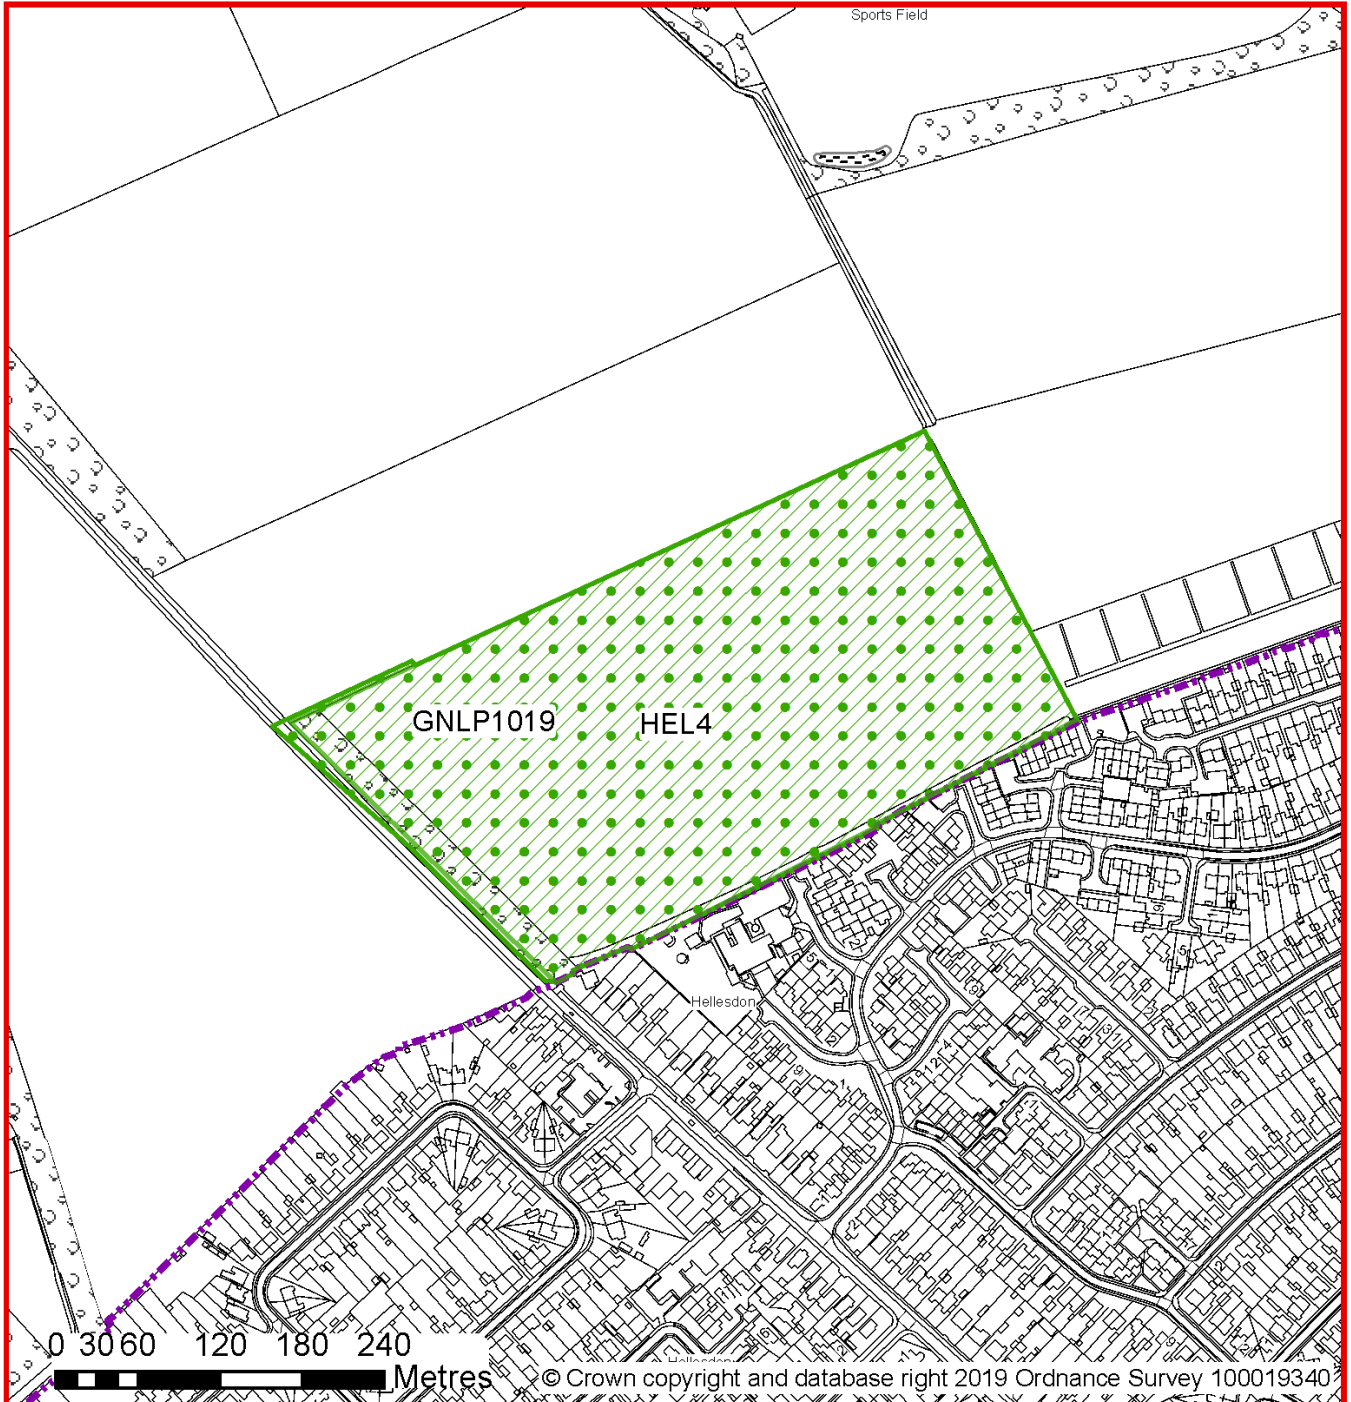 Sports Field
GNLP1019
HEL4
Hellesdon
Hellesdon
0 30 60 120 180 240
Metres
© Crown copyright and database right 2019 Ordnance Survey 100019340